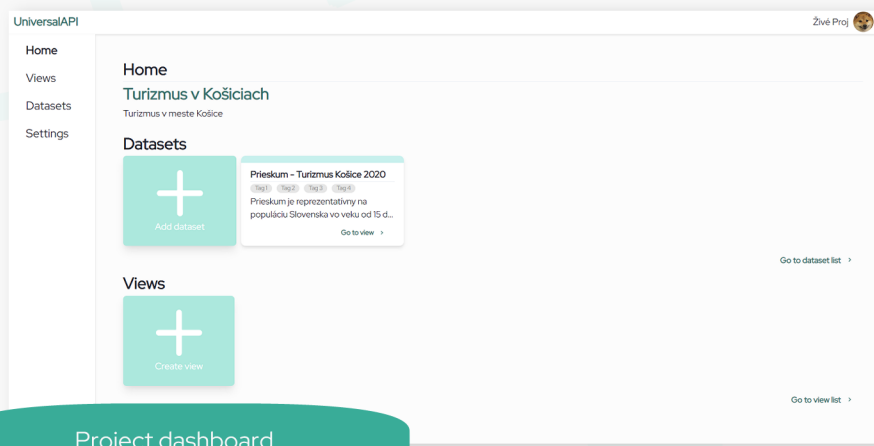 UniversalAPI
Živé Proj
Home
Views
Datasets
Settings
Home
Turizmus v Košiciach
Turizmus v meste Košice
Datasets
Add dataset
Prieskum - Turizmus Košice 2020
Tag 1 Tag 2 Tag 3 Tag 4
Prieskum je reprezentatívny na
populáciu Slovenska vo veku od 15 d...
Go to view >
Go to dataset list >
Views
Create view
Go to view list >
Project dashboard